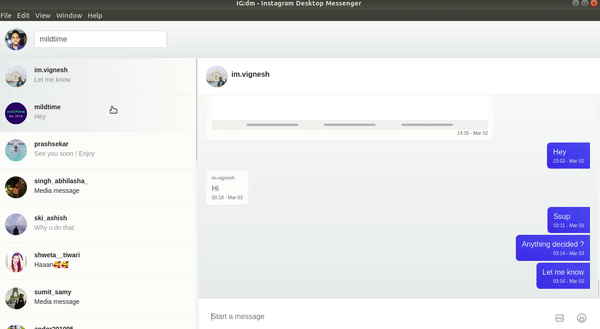 IG:dm - Instagram Desktop Messenger
File Edit View Window Help
mildtime
im.vignesh
Let me know
mildtime
Hey
prashsekar
See you soon ! Enjoy
singh_abhilasha_
Media message
ski_ashish
Why u do that
shweta__tiwari
Haaan🥰🥰
sumit_samy
Media message
im.vignesh
14:35 - Mar 02
Hey
23:53 - Mar 02
im.vignesh
Hi
00:18 - Mar 03
Ssup
03:11 - Mar 03
Anything decided ?
03:14 - Mar 03
Let me know
03:16 - Mar 03
Start a message